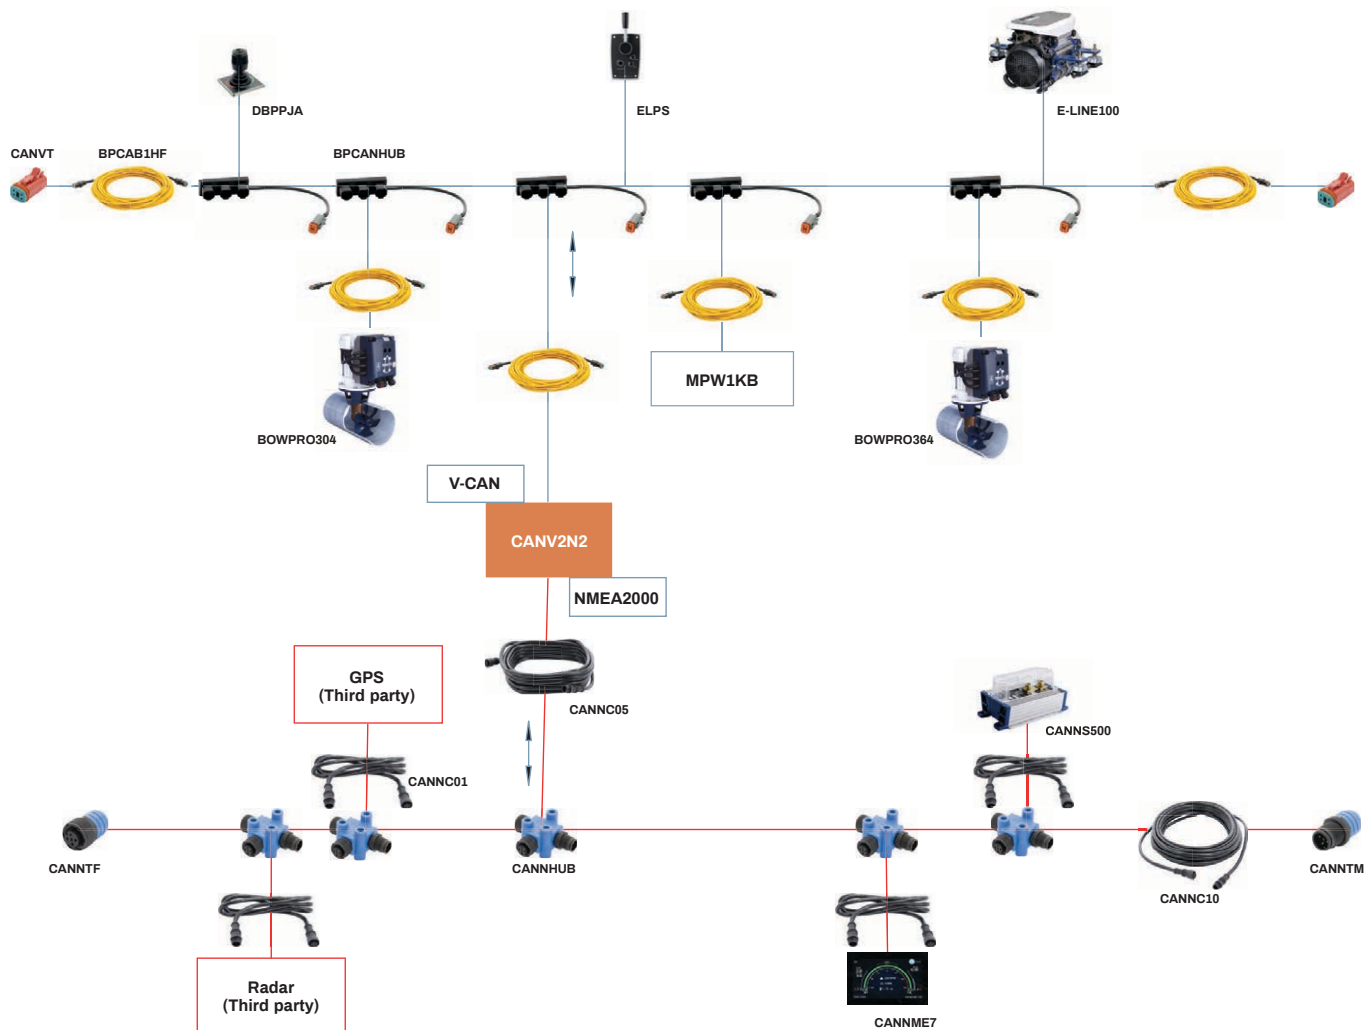 DBPPJA
ELPS
E-LINE100
CANVT
BPCAB1HF
BPCANHUB
MPW1KB
BOWPRO304
BOWPRO364
V-CAN
CANV2N2
NMEA2000
GPS
(Third party)
CANNC05
CANNS500
CANNC01
CANNTF
CANNHUB
CANNC10
CANNTM
Radar
(Third party)
CANNME7